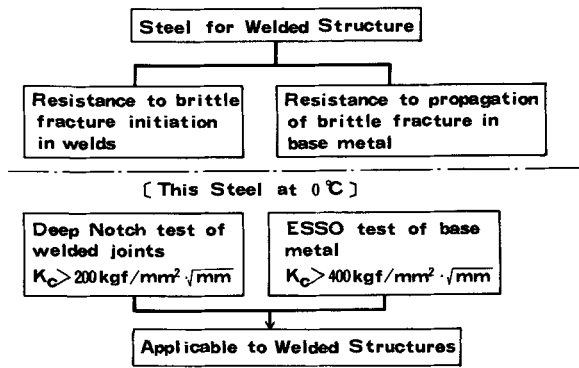 Steel for Welded Structure
Resistance to brittle
fracture initiation
in welds
Resistance to propagation
of brittle fracture in
base metal
〔This Steel at 0℃〕
Deep Notch test of
welded joints
Kc>200kgf/mm²·√mm
ESSO test of base
metal
Kc>400kgf/mm²·√mm
Applicable to Welded Structures